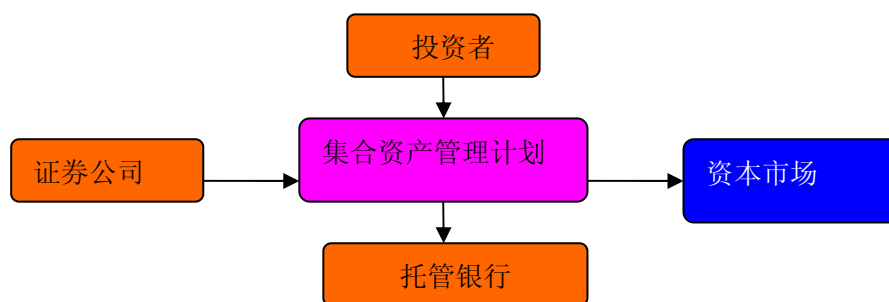 投资者
集合资产管理计划
证券公司
资本市场
托管银行